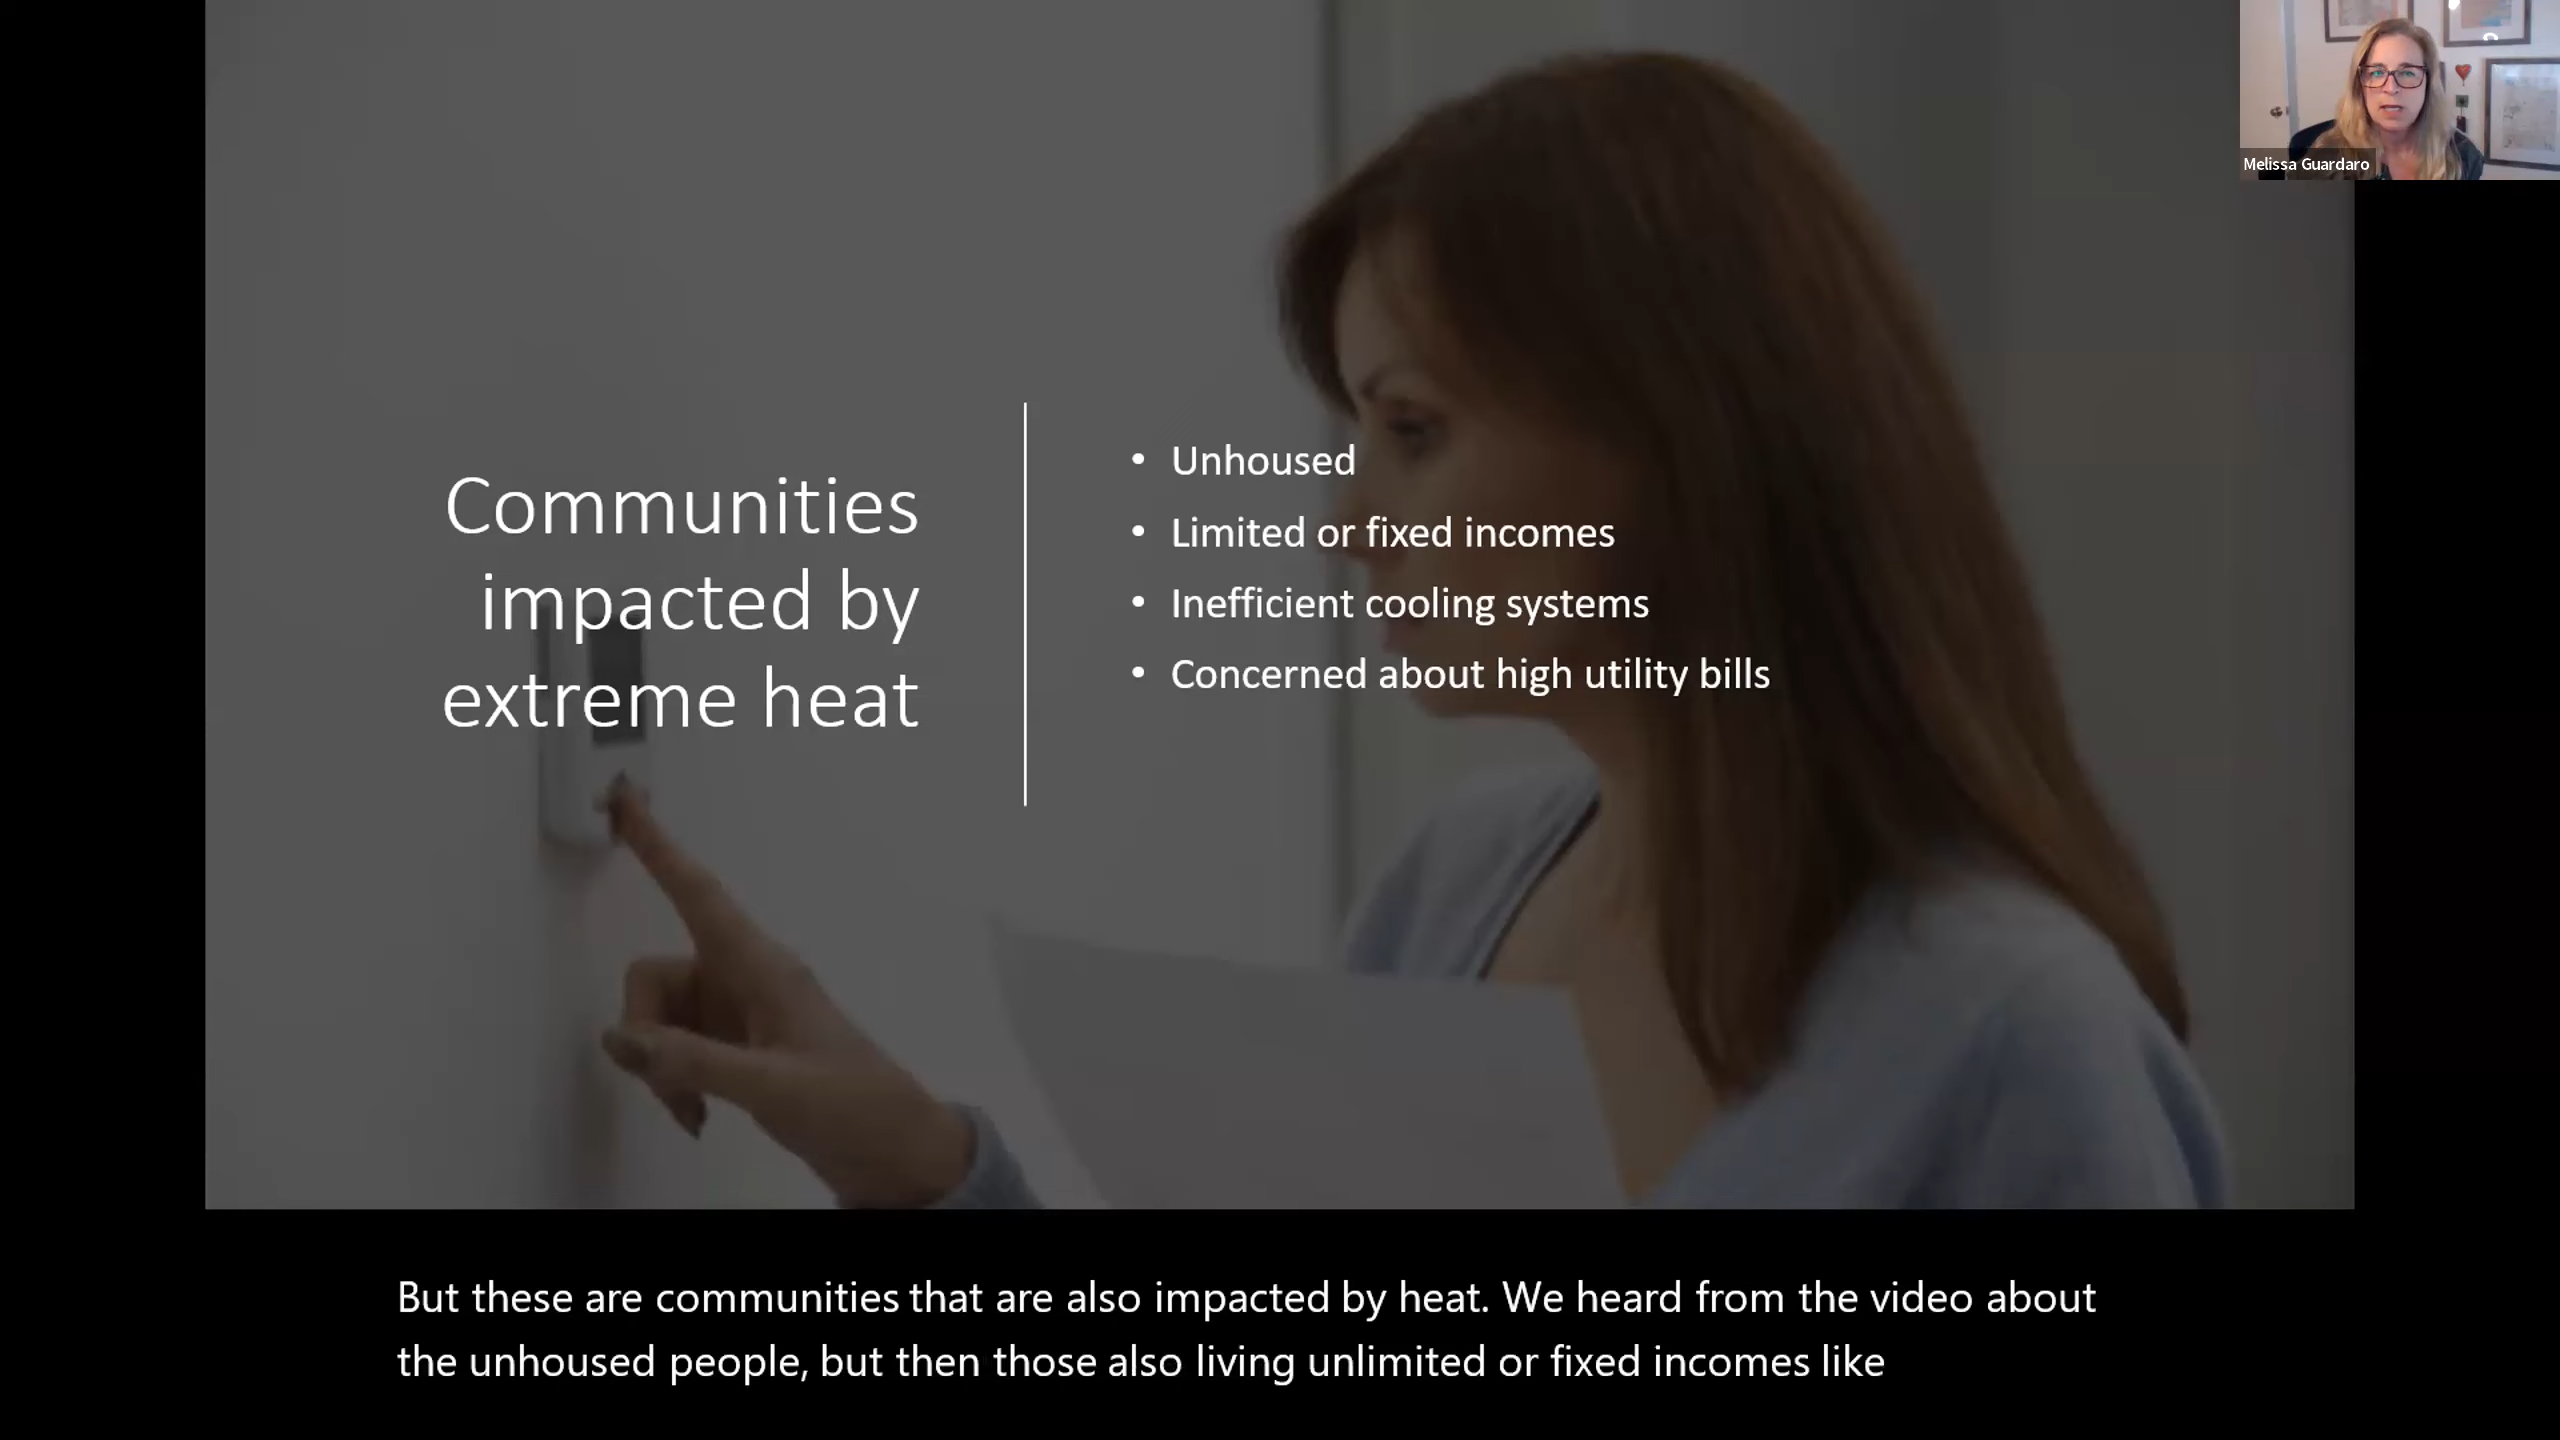 Melissa Guardaro
Communities
impacted by
extreme heat
• Unhoused
• Limited or fixed incomes
• Inefficient cooling systems
• Concerned about high utility bills
But these are communities that are also impacted by heat. We heard from the video about
the unhoused people, but then those also living unlimited or fixed incomes like